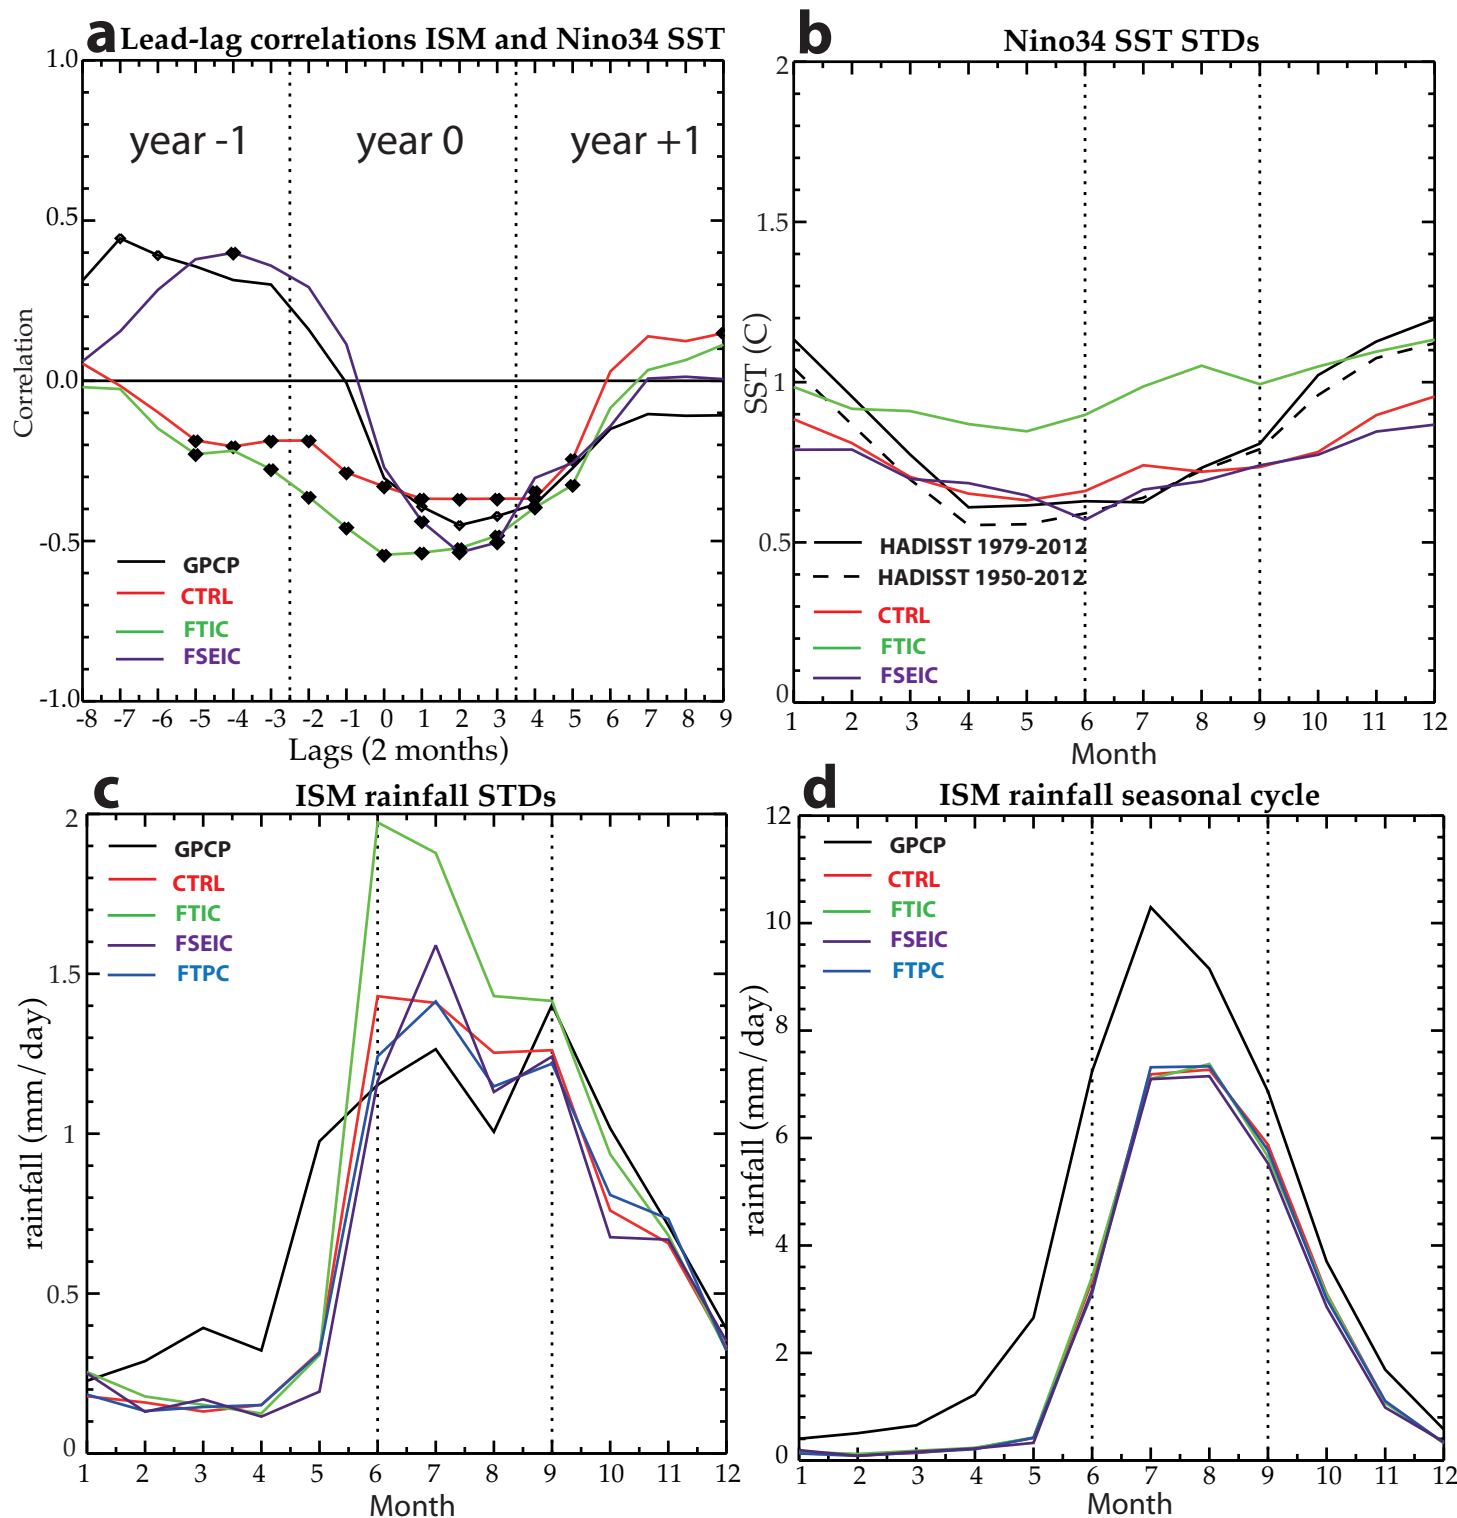 a Lead-lag correlations ISM and Nino34 SST
1.0
0.5
0.0
-0.5
-1.0
Correlation
year -1 year 0 year +1
GPCP
CTRL
FTIC
FSEIC
-8 -7 -6 -5 -4 -3 -2 -1 0 1 2 3 4 5 6 7 8 9
Lags (2 months)
b Nino34 SST STDs
2
1.5
1
0.5
0
SST (C)
HADISST 1979-2012
HADISST 1950-2012
CTRL
FTIC
FSEIC
1 2 3 4 5 6 7 8 9 10 11 12
Month
c ISM rainfall STDs
2
1.5
1
0.5
0
rainfall (mm/day)
GPCP
CTRL
FTIC
FSEIC
FTPC
1 2 3 4 5 6 7 8 9 10 11 12
Month
d ISM rainfall seasonal cycle
12
10
8
6
4
2
0
rainfall (mm/day)
GPCP
CTRL
FTIC
FSEIC
FTPC
1 2 3 4 5 6 7 8 9 10 11 12
Month